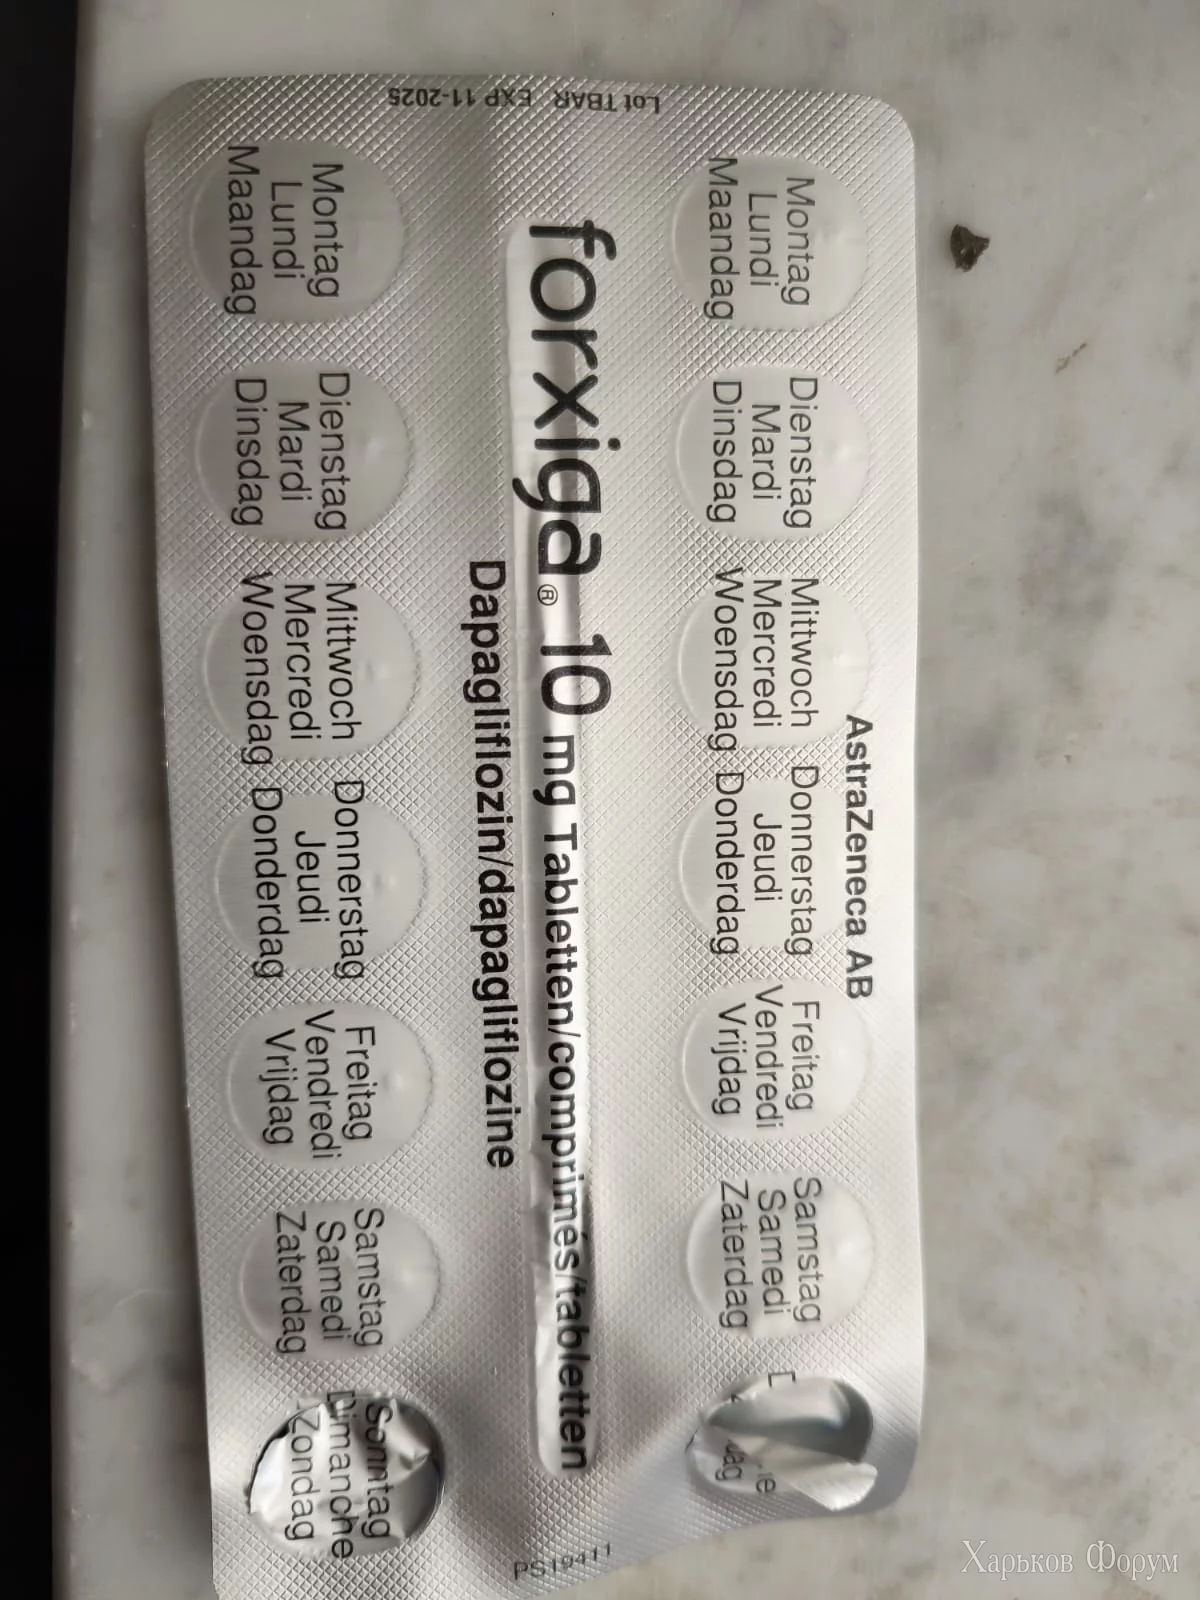 Lot TBAR EXP 11-2025
AstraZeneca AB
Montag
Lundi
Maandag
Dienstag
Mardi
Dinsdag
Mittwoch
Mercredi
Woensdag
Donnerstag
Jeudi
Donderdag
Freitag
Vendredi
Vrijdag
Samstag
Samedi
Zaterdag
forxiga® 10 mg Tabletten/comprimés/tabletten
Dapagliflozin/dapagliflozine
Montag
Lundi
Maandag
Dienstag
Mardi
Dinsdag
Mittwoch
Mercredi
Woensdag
Donnerstag
Jeudi
Donderdag
Freitag
Vendredi
Vrijdag
Samstag
Samedi
Zaterdag
Sonntag
Dimanche
Zondag
PS19411
Харьков Форум